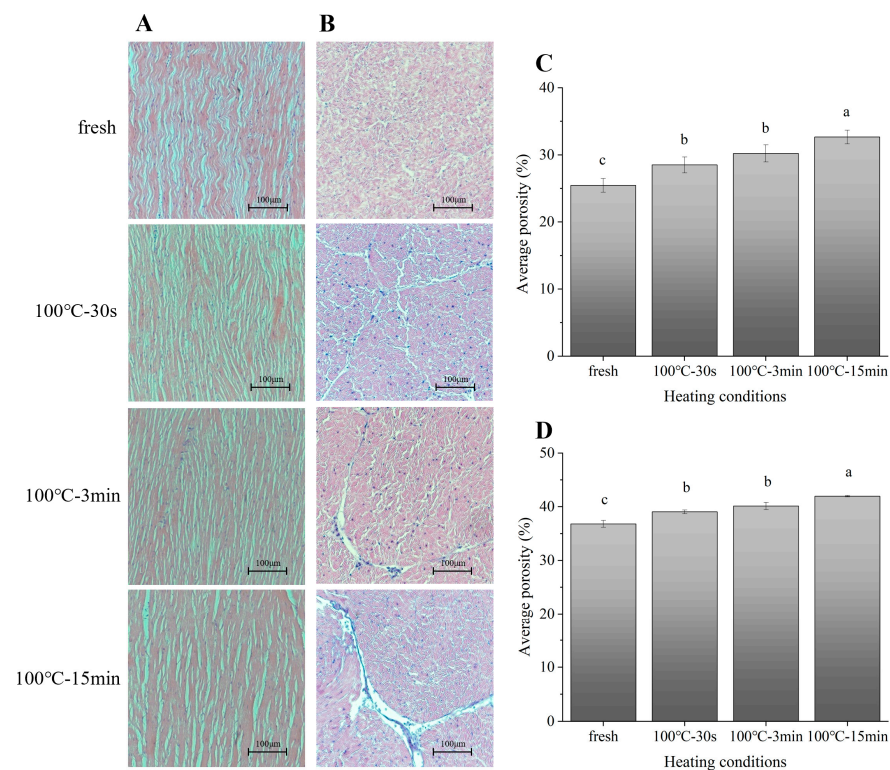 A
B
fresh
100μm
100μm
100℃-30s
100μm
100μm
100℃-3min
100μm
100μm
100℃-15min
100μm
100μm
C
Average porosity (%)
40
30
20
10
0
c
b
b
a
fresh
100℃-30s
100℃-3min
100℃-15min
Heating conditions
D
Average porosity (%)
50
40
30
20
10
0
c
b
b
a
fresh
100℃-30s
100℃-3min
100℃-15min
Heating conditions